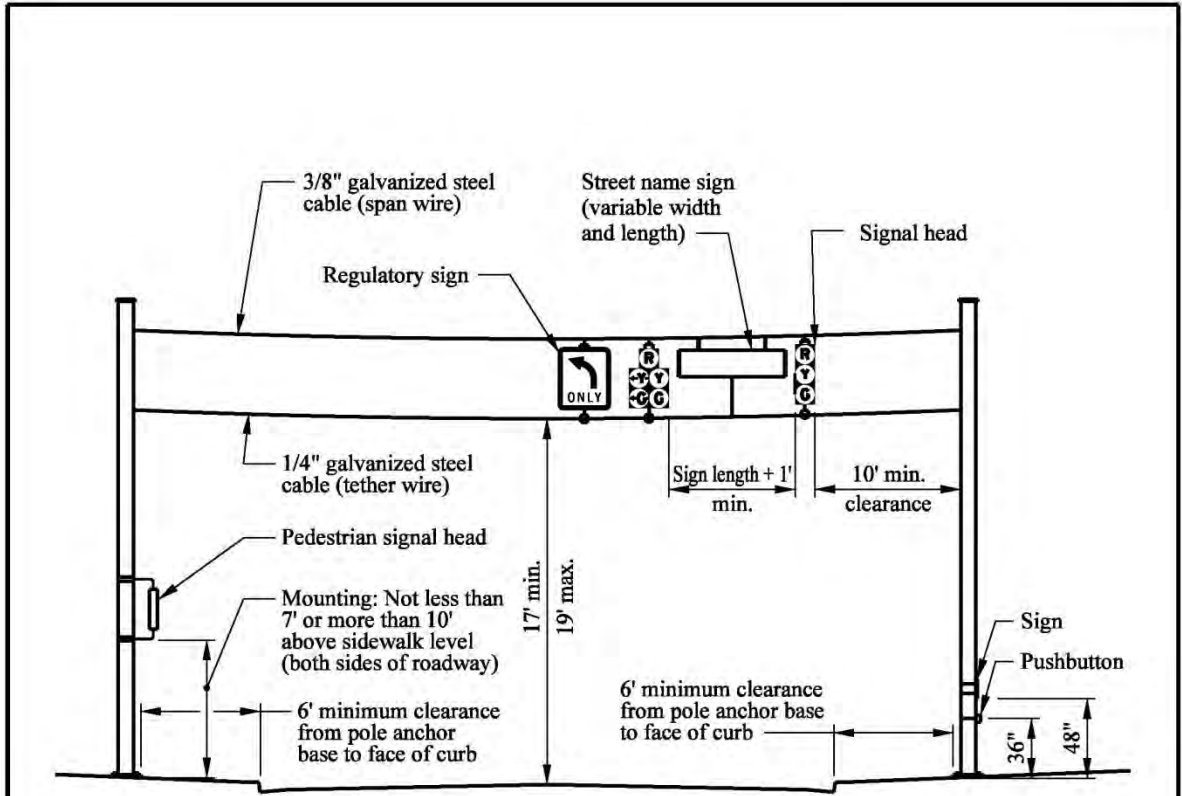 3/8" galvanized steel
cable (span wire)
Street name sign
(variable width
and length)
Signal head
Regulatory sign
ONLY
R
←Y Y
←G G
R
Y
G
1/4" galvanized steel
cable (tether wire)
Sign length + 1'
min.
10' min.
clearance
Pedestrian signal head
Mounting: Not less than
7' or more than 10'
above sidewalk level
(both sides of roadway)
17' min.
19' max.
Sign
Pushbutton
6' minimum clearance
from pole anchor
base to face of curb
6' minimum clearance
from pole anchor base
to face of curb
36"
48"